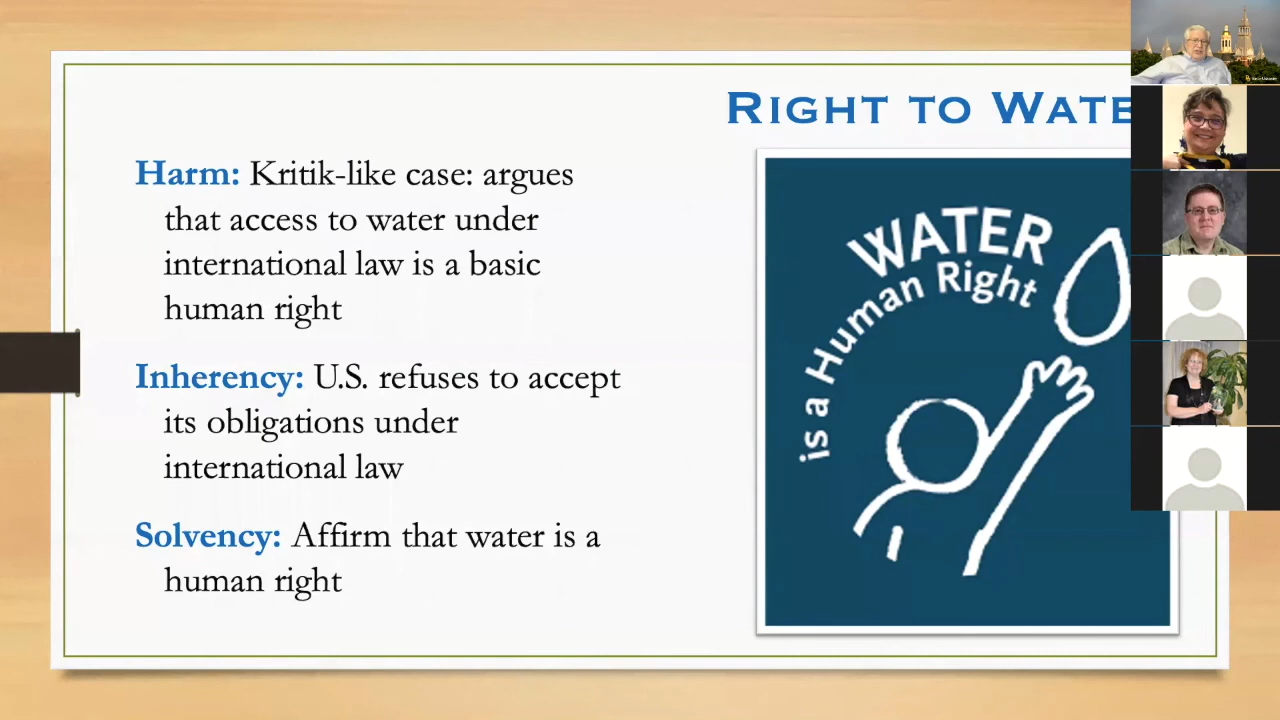 RIGHT TO WATE
Harm: Kritik-like case: argues
that access to water under
international law is a basic
human right
Inherency: U.S. refuses to accept
its obligations under
international law
Solvency: Affirm that water is a
human right
WATER
is a Human Right